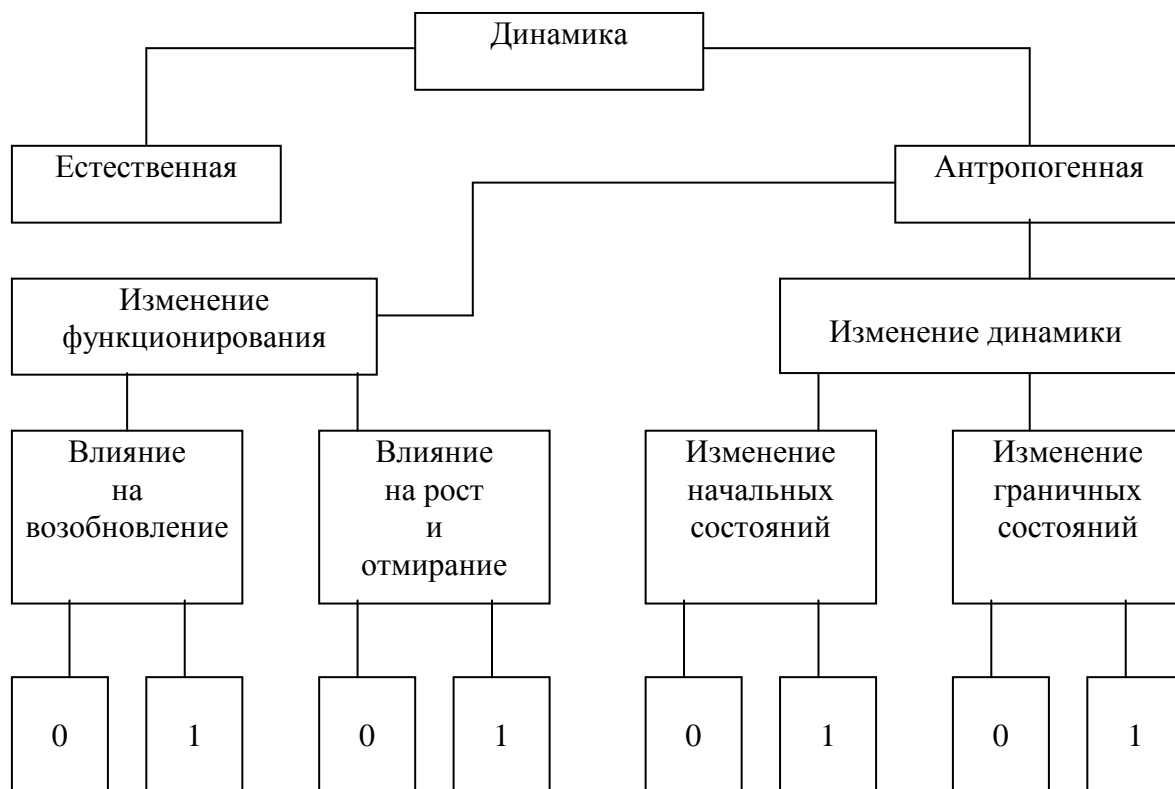 Динамика
Естественная
Антропогенная
Изменение
функционирования
Изменение динамики
Влияние
на
возобновление
Влияние
на рост
и
отмирание
Изменение
начальных
состояний
Изменение
граничных
состояний
0
1
0
1
0
1
0
1